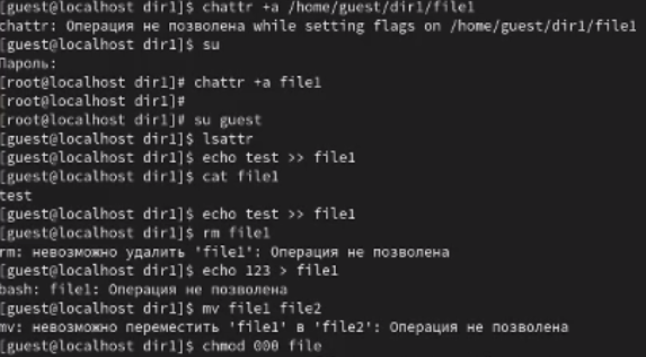 [guest@localhost dir1]$ chattr +a /home/guest/dir1/file1
chattr: Операция не позволена while setting flags on /home/guest/dir1/file1
[guest@localhost dir1]$ su
Пароль:
[root@localhost dir1]# chattr +a file1
[root@localhost dir1]#
[root@localhost dir1]# su guest
[guest@localhost dir1]$ lsattr
[guest@localhost dir1]$ echo test >> file1
[guest@localhost dir1]$ cat file1
test
[guest@localhost dir1]$ echo test >> file1
[guest@localhost dir1]$ rm file1
rm: невозможно удалить 'file1': Операция не позволена
[guest@localhost dir1]$ echo 123 > file1
bash: file1: Операция не позволена
[guest@localhost dir1]$ mv file1 file2
mv: невозможно переместить 'file1' в 'file2': Операция не позволена
[guest@localhost dir1]$ chmod 000 file